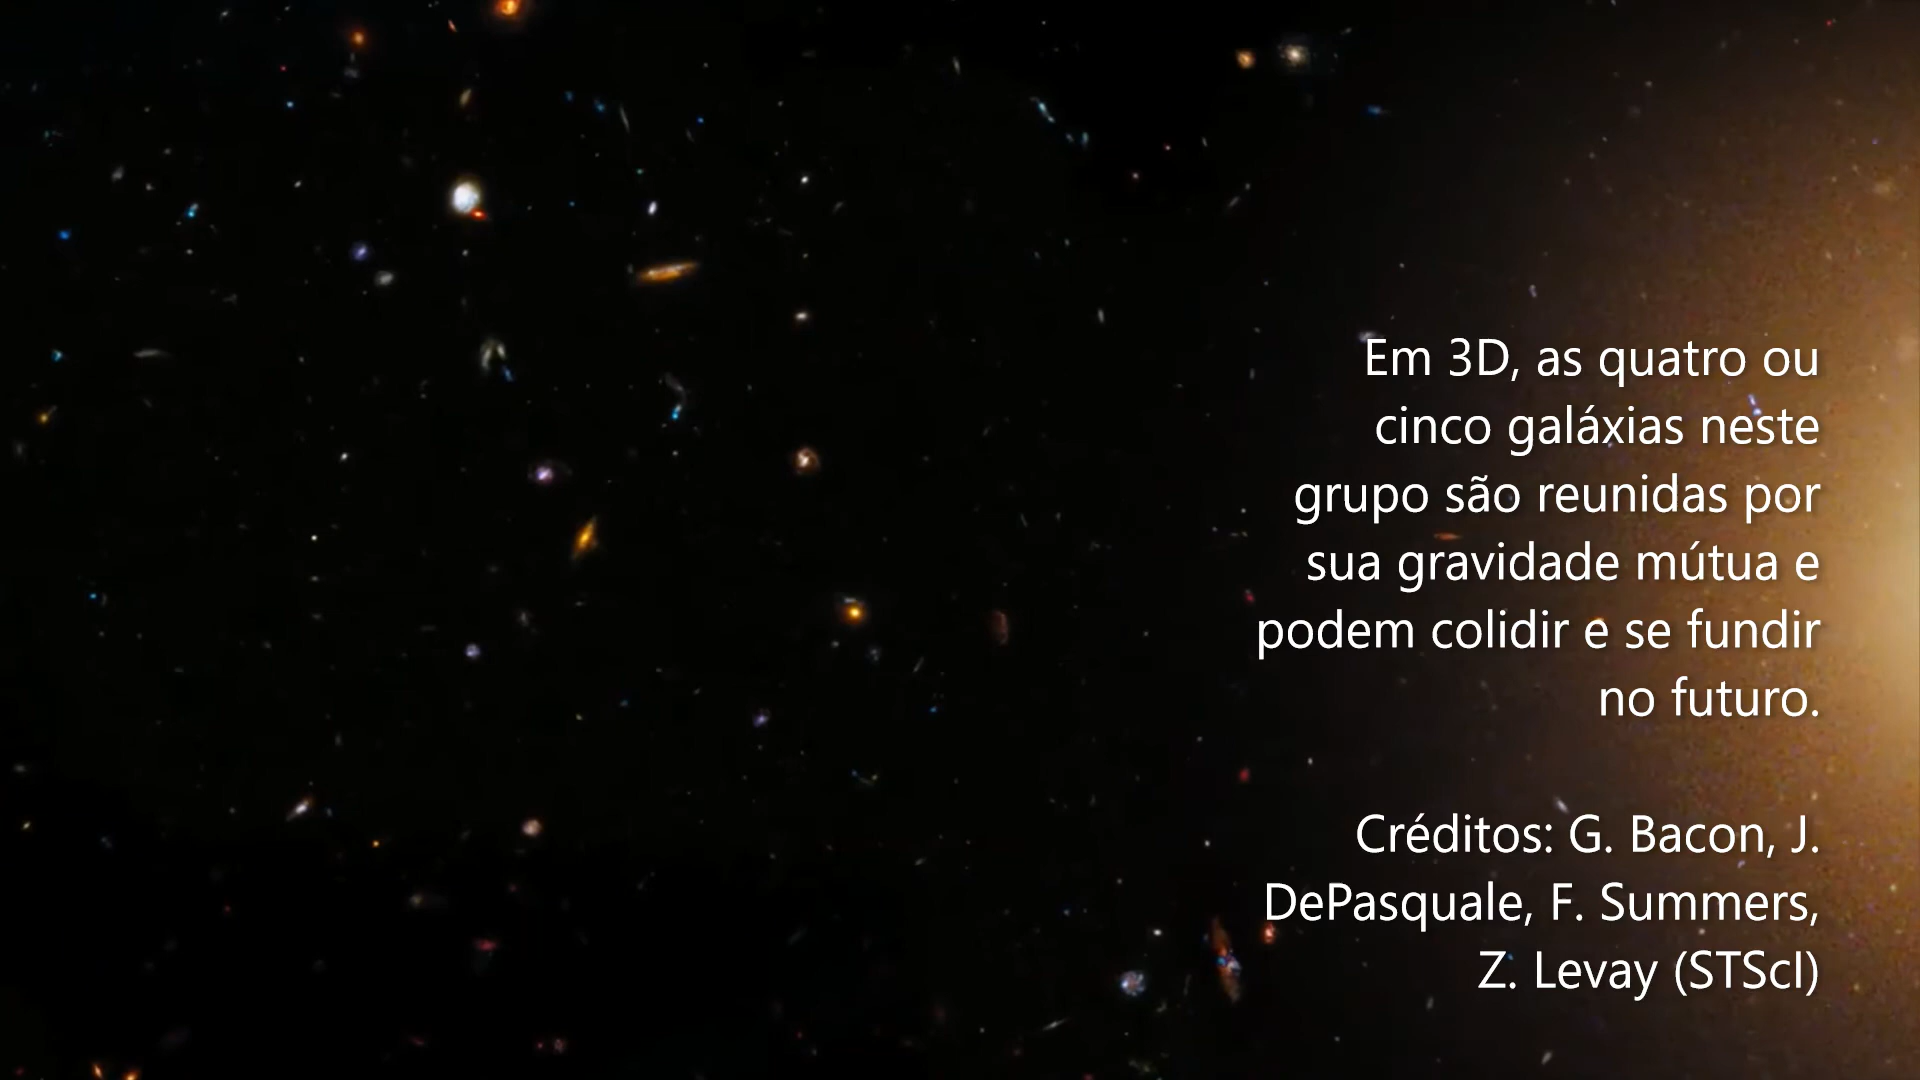 Em 3D, as quatro ou
cinco galáxias neste
grupo são reunidas por
sua gravidade mútua e
podem colidir e se fundir
no futuro.
Créditos: G. Bacon, J.
DePasquale, F. Summers,
Z. Levay (STScI)